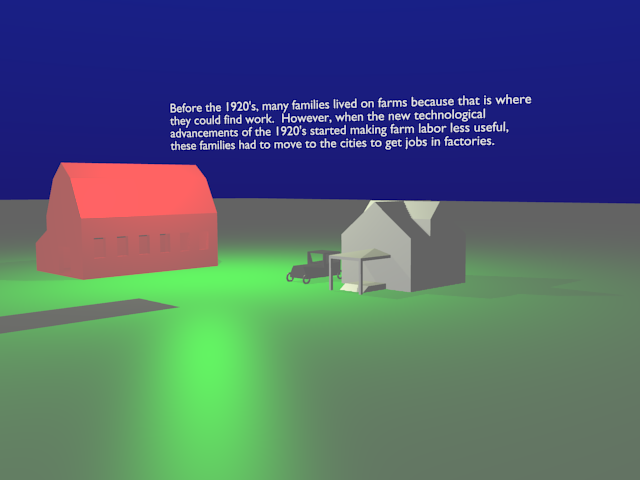 Before the 1920's, many families lived on farms because that is where
they could find work.  However, when the new technological
advancements of the 1920's started making farm labor less useful,
these families had to move to the cities to get jobs in factories.